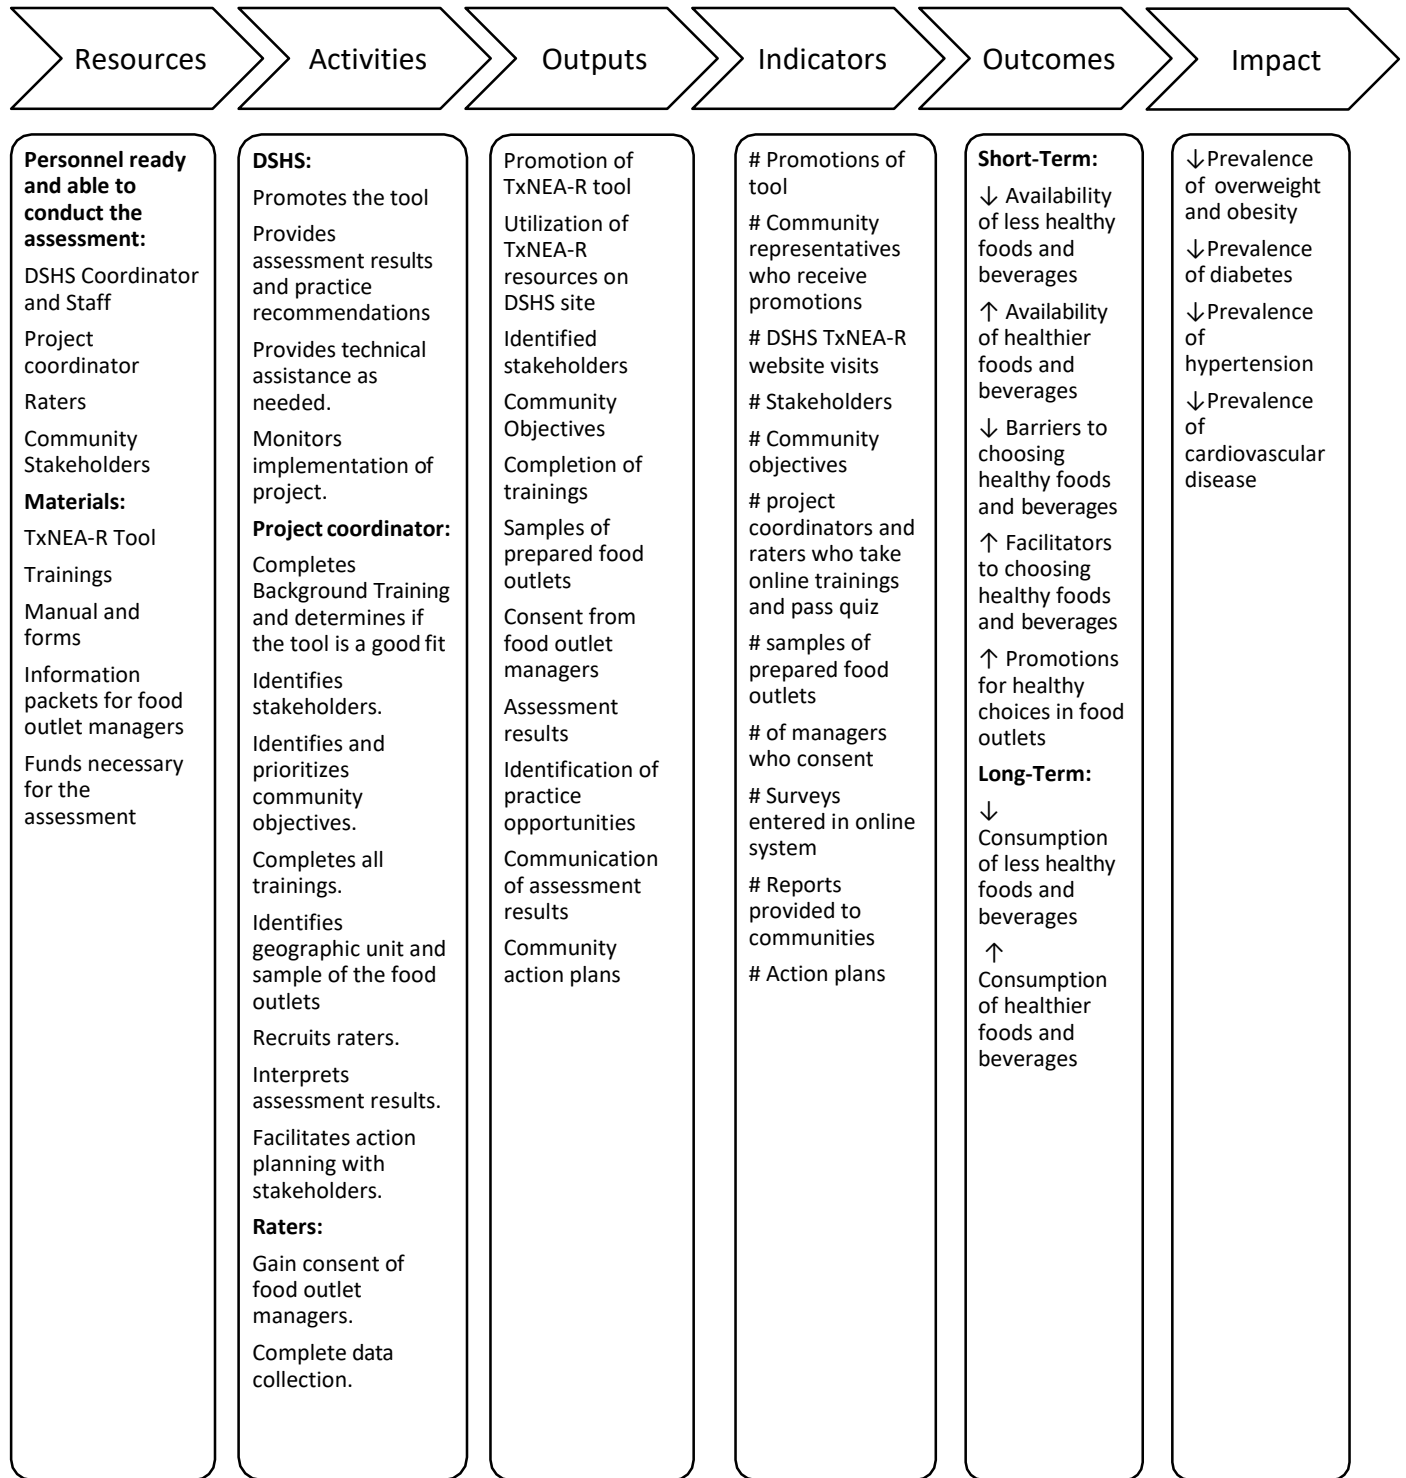 Resources
Activities
Outputs
Indicators
Outcomes
Impact
Personnel ready
and able to
conduct the
assessment:
DSHS Coordinator
and Staff
Project
coordinator
Raters
Community
Stakeholders
Materials:
TxNEA-R Tool
Trainings
Manual and
forms
Information
packets for food
outlet managers
Funds necessary
for the
assessment
DSHS:
Promotes the tool
Provides
assessment results
and practice
recommendations
Provides technical
assistance as
needed.
Monitors
implementation of
project.
Project coordinator:
Completes
Background Training
and determines if
the tool is a good fit
Identifies
stakeholders.
Identifies and
prioritizes
community
objectives.
Completes all
trainings.
Identifies
geographic unit and
sample of the food
outlets
Recruits raters.
Interprets
assessment results.
Facilitates action
planning with
stakeholders.
Raters:
Gain consent of
food outlet
managers.
Complete data
collection.
Promotion of
TxNEA-R tool
Utilization of
TxNEA-R
resources on
DSHS site
Identified
stakeholders
Community
Objectives
Completion of
trainings
Samples of
prepared food
outlets
Consent from
food outlet
managers
Assessment
results
Identification of
practice
opportunities
Communication
of assessment
results
Community
action plans
# Promotions of
tool
# Community
representatives
who receive
promotions
# DSHS TxNEA-R
website visits
# Stakeholders
# Community
objectives
# project
coordinators and
raters who take
online trainings
and pass quiz
# samples of
prepared food
outlets
# of managers
who consent
# Surveys
entered in online
system
# Reports
provided to
communities
# Action plans
Short-Term:
↓ Availability
of less healthy
foods and
beverages
↑ Availability
of healthier
foods and
beverages
↓ Barriers to
choosing
healthy foods
and beverages
↑ Facilitators
to choosing
healthy foods
and beverages
↑ Promotions
for healthy
choices in food
outlets
Long-Term:
↓
Consumption
of less healthy
foods and
beverages
↑
Consumption
of healthier
foods and
beverages
↓Prevalence
of overweight
and obesity
↓Prevalence
of diabetes
↓Prevalence
of
hypertension
↓Prevalence
of
cardiovascular
disease